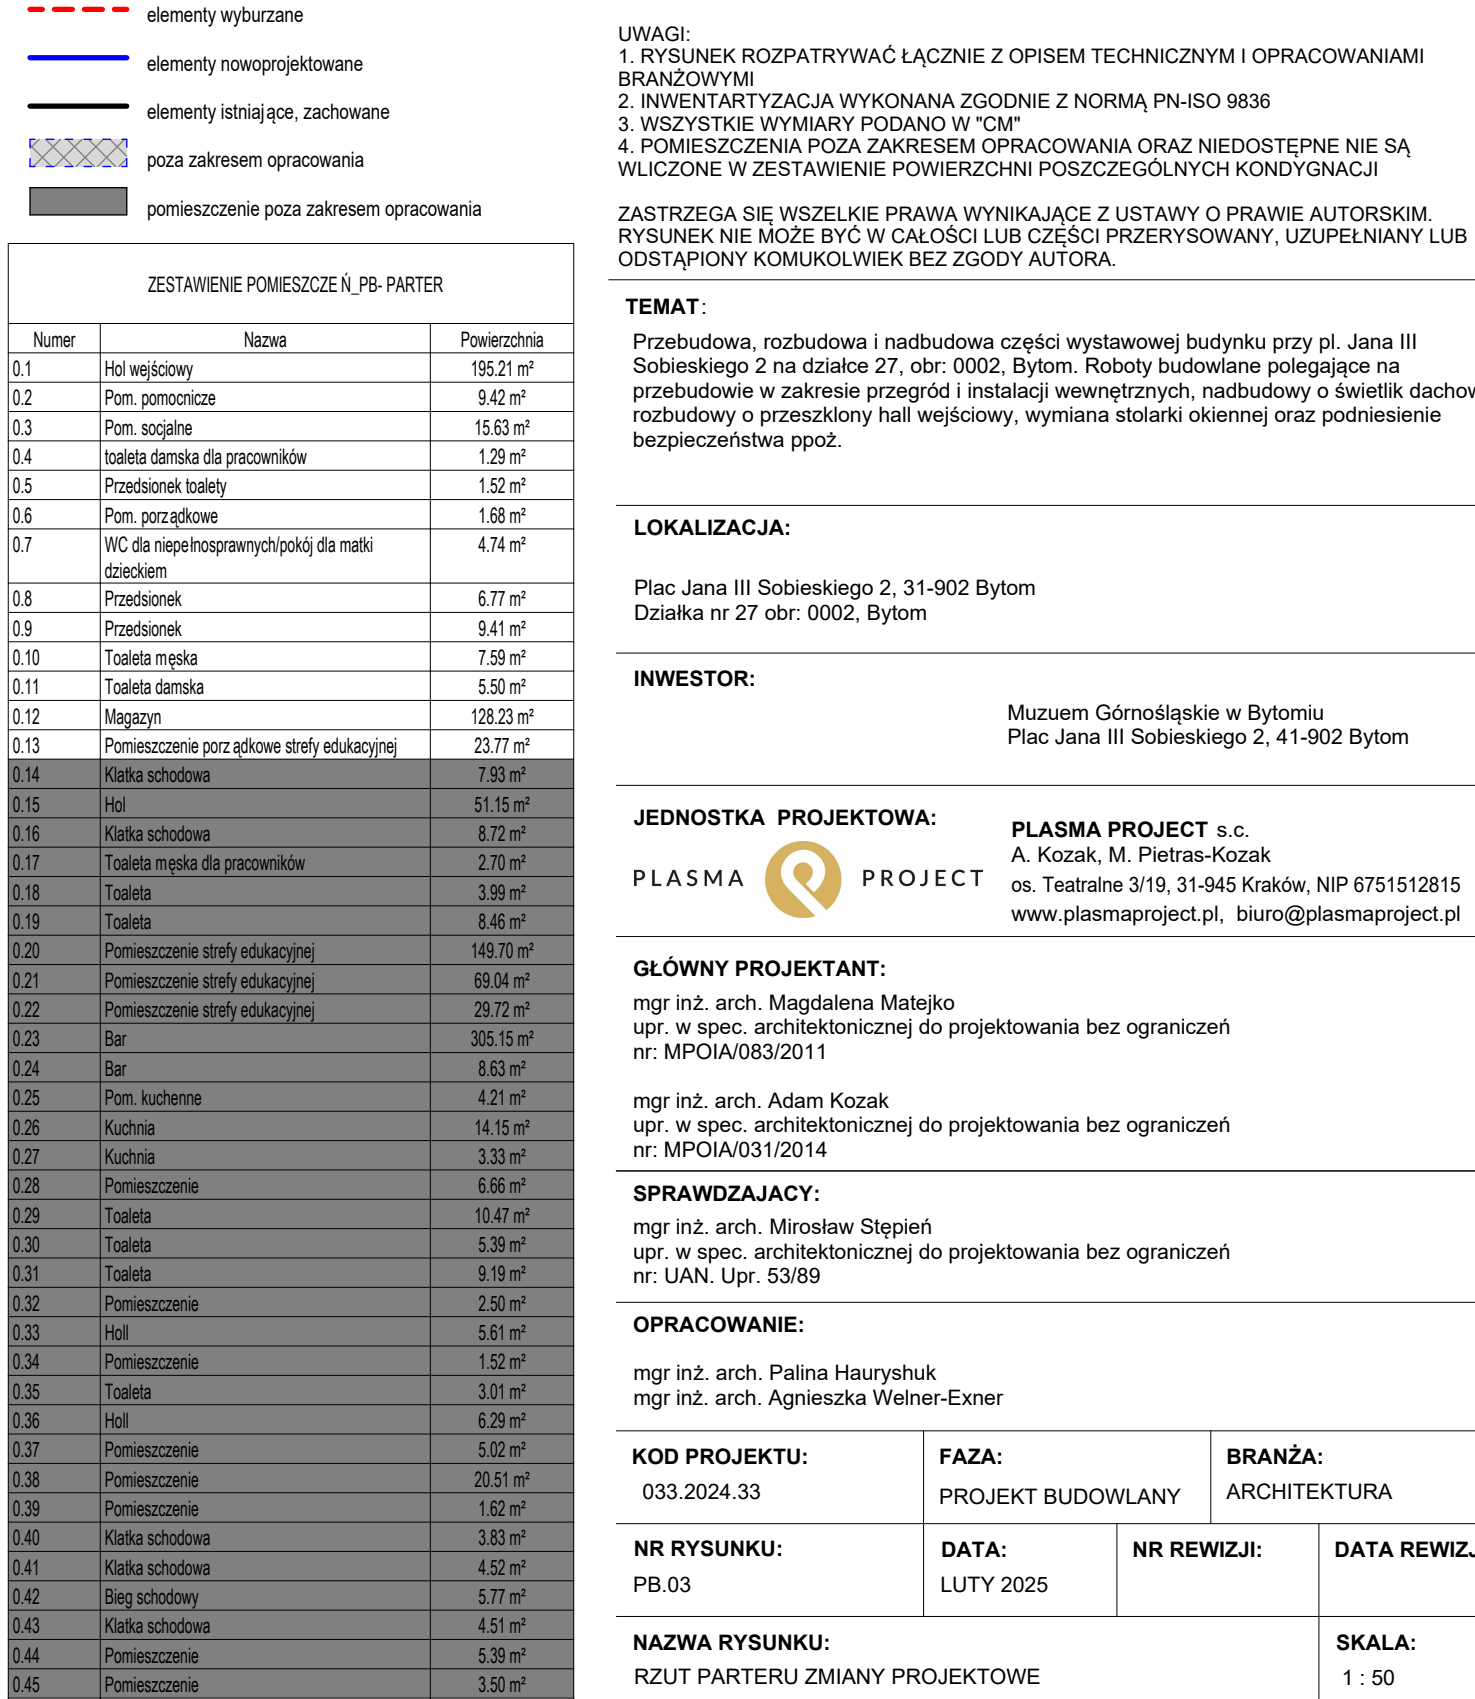 elementy wyburzane
elementy nowoprojektowane
elementy istniejące, zachowane
poza zakresem opracowania
pomieszczenie poza zakresem opracowania
ZESTAWIENIE POMIESZCZE Ń_PB- PARTER
Numer Nazwa Powierzchnia
0.1 Hol wejściowy 195.21 m²
0.2 Pom. pomocnicze 9.42 m²
0.3 Pom. socjalne 15.63 m²
0.4 toaleta damska dla pracowników 1.29 m²
0.5 Przedsionek toalety 1.52 m²
0.6 Pom. porządkowe 1.68 m²
0.7 WC dla niepełnosprawnych/pokój dla matki 4.74 m²
dzieckiem
0.8 Przedsionek 6.77 m²
0.9 Przedsionek 9.41 m²
0.10 Toaleta męska 7.59 m²
0.11 Toaleta damska 5.50 m²
0.12 Magazyn 128.23 m²
0.13 Pomieszczenie porz ądkowe strefy edukacyjnej 23.77 m²
0.14 Klatka schodowa 7.93 m²
0.15 Hol 51.15 m²
0.16 Klatka schodowa 8.72 m²
0.17 Toaleta męska dla pracowników 2.70 m²
0.18 Toaleta 3.99 m²
0.19 Toaleta 8.46 m²
0.20 Pomieszczenie strefy edukacyjnej 149.70 m²
0.21 Pomieszczenie strefy edukacyjnej 69.04 m²
0.22 Pomieszczenie strefy edukacyjnej 29.72 m²
0.23 Bar 305.15 m²
0.24 Bar 8.63 m²
0.25 Pom. kuchenne 4.21 m²
0.26 Kuchnia 14.15 m²
0.27 Kuchnia 3.33 m²
0.28 Pomieszczenie 6.66 m²
0.29 Toaleta 10.47 m²
0.30 Toaleta 5.39 m²
0.31 Toaleta 9.19 m²
0.32 Pomieszczenie 2.50 m²
0.33 Holl 5.61 m²
0.34 Pomieszczenie 1.52 m²
0.35 Toaleta 3.01 m²
0.36 Holl 6.29 m²
0.37 Pomieszczenie 5.02 m²
0.38 Pomieszczenie 20.51 m²
0.39 Pomieszczenie 1.62 m²
0.40 Klatka schodowa 3.83 m²
0.41 Klatka schodowa 4.52 m²
0.42 Bieg schodowy 5.77 m²
0.43 Klatka schodowa 4.51 m²
0.44 Pomieszczenie 5.39 m²
0.45 Pomieszczenie 3.50 m²
UWAGI:
1. RYSUNEK ROZPATRYWAĆ ŁĄCZNIE Z OPISEM TECHNICZNYM I OPRACOWANIAMI
BRANŻOWYMI
2. INWENTARTYZACJA WYKONANA ZGODNIE Z NORMĄ PN-ISO 9836
3. WSZYSTKIE WYMIARY PODANO W "CM"
4. POMIESZCZENIA POZA ZAKRESEM OPRACOWANIA ORAZ NIEDOSTĘPNE NIE SĄ
WLICZONE W ZESTAWIENIE POWIERZCHNI POSZCZEGÓLNYCH KONDYGNACJI
ZASTRZEGA SIĘ WSZELKIE PRAWA WYNIKAJĄCE Z USTAWY O PRAWIE AUTORSKIM.
RYSUNEK NIE MOŻE BYĆ W CAŁOŚCI LUB CZĘŚCI PRZERYSOWANY, UZUPEŁNIANY LUB
ODSTĄPIONY KOMUKOLWIEK BEZ ZGODY AUTORA.
TEMAT:
Przebudowa, rozbudowa i nadbudowa części wystawowej budynku przy pl. Jana III
Sobieskiego 2 na działce 27, obr: 0002, Bytom. Roboty budowlane polegające na
przebudowie w zakresie przegród i instalacji wewnętrznych, nadbudowy o świetlik dachow
rozbudowy o przeszklony hall wejściowy, wymiana stolarki okiennej oraz podniesienie
bezpieczeństwa ppoż.
LOKALIZACJA:
Plac Jana III Sobieskiego 2, 31-902 Bytom
Działka nr 27 obr: 0002, Bytom
INWESTOR:
Muzuem Górnośląskie w Bytomiu
Plac Jana III Sobieskiego 2, 41-902 Bytom
JEDNOSTKA PROJEKTOWA:
PLASMA PROJECT
PLASMA PROJECT s.c.
A. Kozak, M. Pietras-Kozak
os. Teatralne 3/19, 31-945 Kraków, NIP 6751512815
www.plasmaproject.pl, biuro@plasmaproject.pl
GŁÓWNY PROJEKTANT:
mgr inż. arch. Magdalena Matejko
upr. w spec. architektonicznej do projektowania bez ograniczeń
nr: MPOIA/083/2011
mgr inż. arch. Adam Kozak
upr. w spec. architektonicznej do projektowania bez ograniczeń
nr: MPOIA/031/2014
SPRAWDZAJACY:
mgr inż. arch. Mirosław Stępień
upr. w spec. architektonicznej do projektowania bez ograniczeń
nr: UAN. Upr. 53/89
OPRACOWANIE:
mgr inż. arch. Palina Hauryshuk
mgr inż. arch. Agnieszka Welner-Exner
KOD PROJEKTU: FAZA: BRANŻA:
033.2024.33 PROJEKT BUDOWLANY ARCHITEKTURA
NR RYSUNKU: DATA: NR REWIZJI: DATA REWIZJ
PB.03 LUTY 2025
NAZWA RYSUNKU: SKALA:
RZUT PARTERU ZMIANY PROJEKTOWE 1 : 50